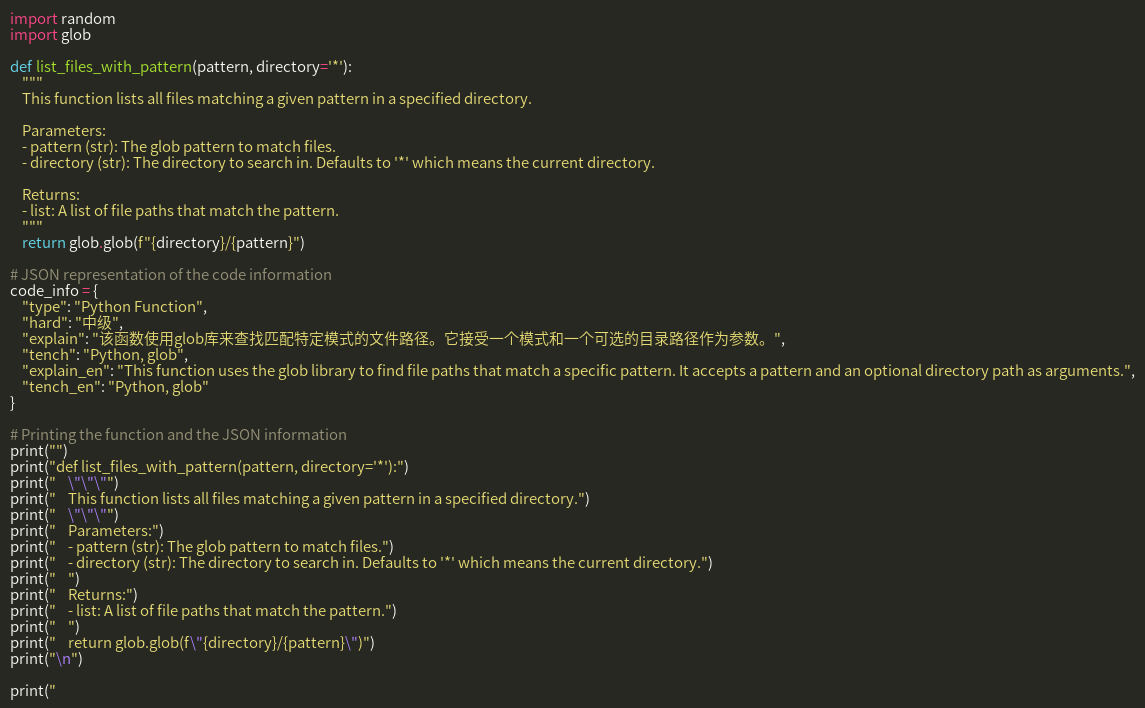 import random
import glob

def list_files_with_pattern(pattern, directory='*'):
    """
    This function lists all files matching a given pattern in a specified directory.

    Parameters:
    - pattern (str): The glob pattern to match files.
    - directory (str): The directory to search in. Defaults to '*' which means the current directory.

    Returns:
    - list: A list of file paths that match the pattern.
    """
    return glob.glob(f"{directory}/{pattern}")

# JSON representation of the code information
code_info = {
    "type": "Python Function",
    "hard": "中级",
    "explain": "该函数使用glob库来查找匹配特定模式的文件路径。它接受一个模式和一个可选的目录路径作为参数。",
    "tench": "Python, glob",
    "explain_en": "This function uses the glob library to find file paths that match a specific pattern. It accepts a pattern and an optional directory path as arguments.",
    "tench_en": "Python, glob"
}

# Printing the function and the JSON information
print("")
print("def list_files_with_pattern(pattern, directory='*'):")
print("    \"\"\"")
print("    This function lists all files matching a given pattern in a specified directory.")
print("    \"\"\"")
print("    Parameters:")
print("    - pattern (str): The glob pattern to match files.")
print("    - directory (str): The directory to search in. Defaults to '*' which means the current directory.")
print("    ")
print("    Returns:")
print("    - list: A list of file paths that match the pattern.")
print("    ")
print("    return glob.glob(f\"{directory}/{pattern}\")")
print("\n")

print("